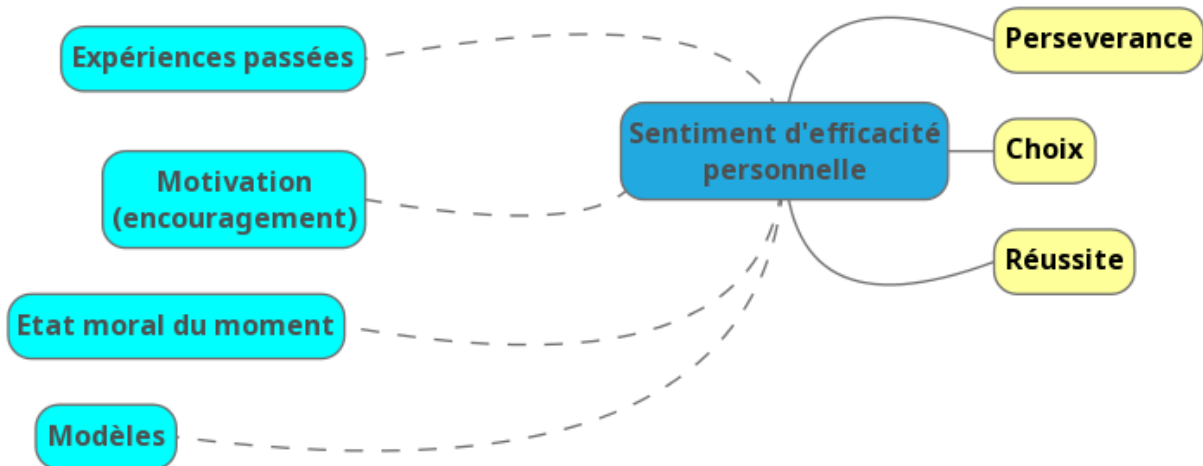 Expériences passées
Motivation
(encouragement)
Etat moral du moment
Modèles
Sentiment d'efficacité
personnelle
Perseverance
Choix
Réussite